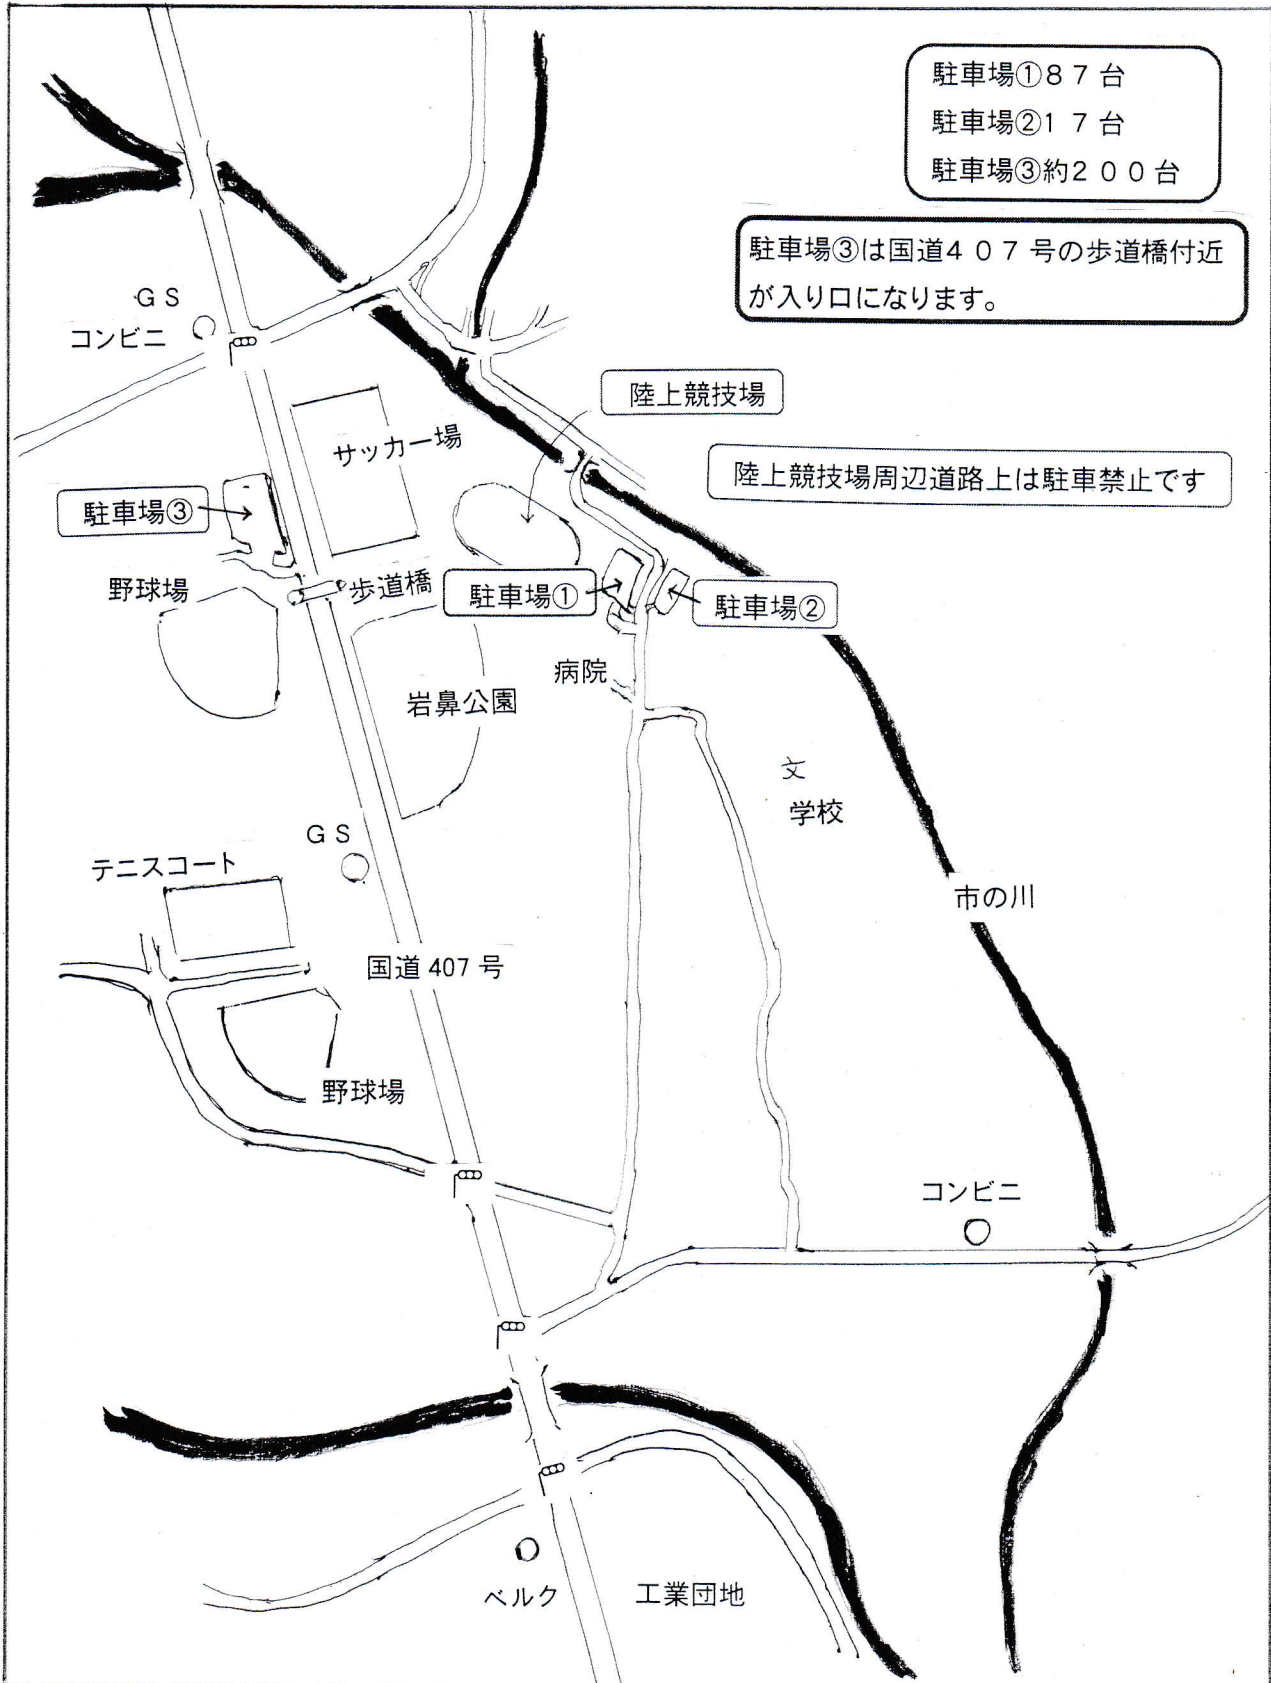 駐車場①８７台
駐車場②１７台
駐車場③約２００台
駐車場③は国道４０７号の歩道橋付近
が入り口になります。
ＧＳ
コンビニ
陸上競技場
サッカー場
陸上競技場周辺道路上は駐車禁止です
駐車場③
野球場
歩道橋
駐車場①
駐車場②
病院
岩鼻公園
文
学校
ＧＳ
テニスコート
市の川
国道407号
野球場
コンビニ
ベルク
工業団地